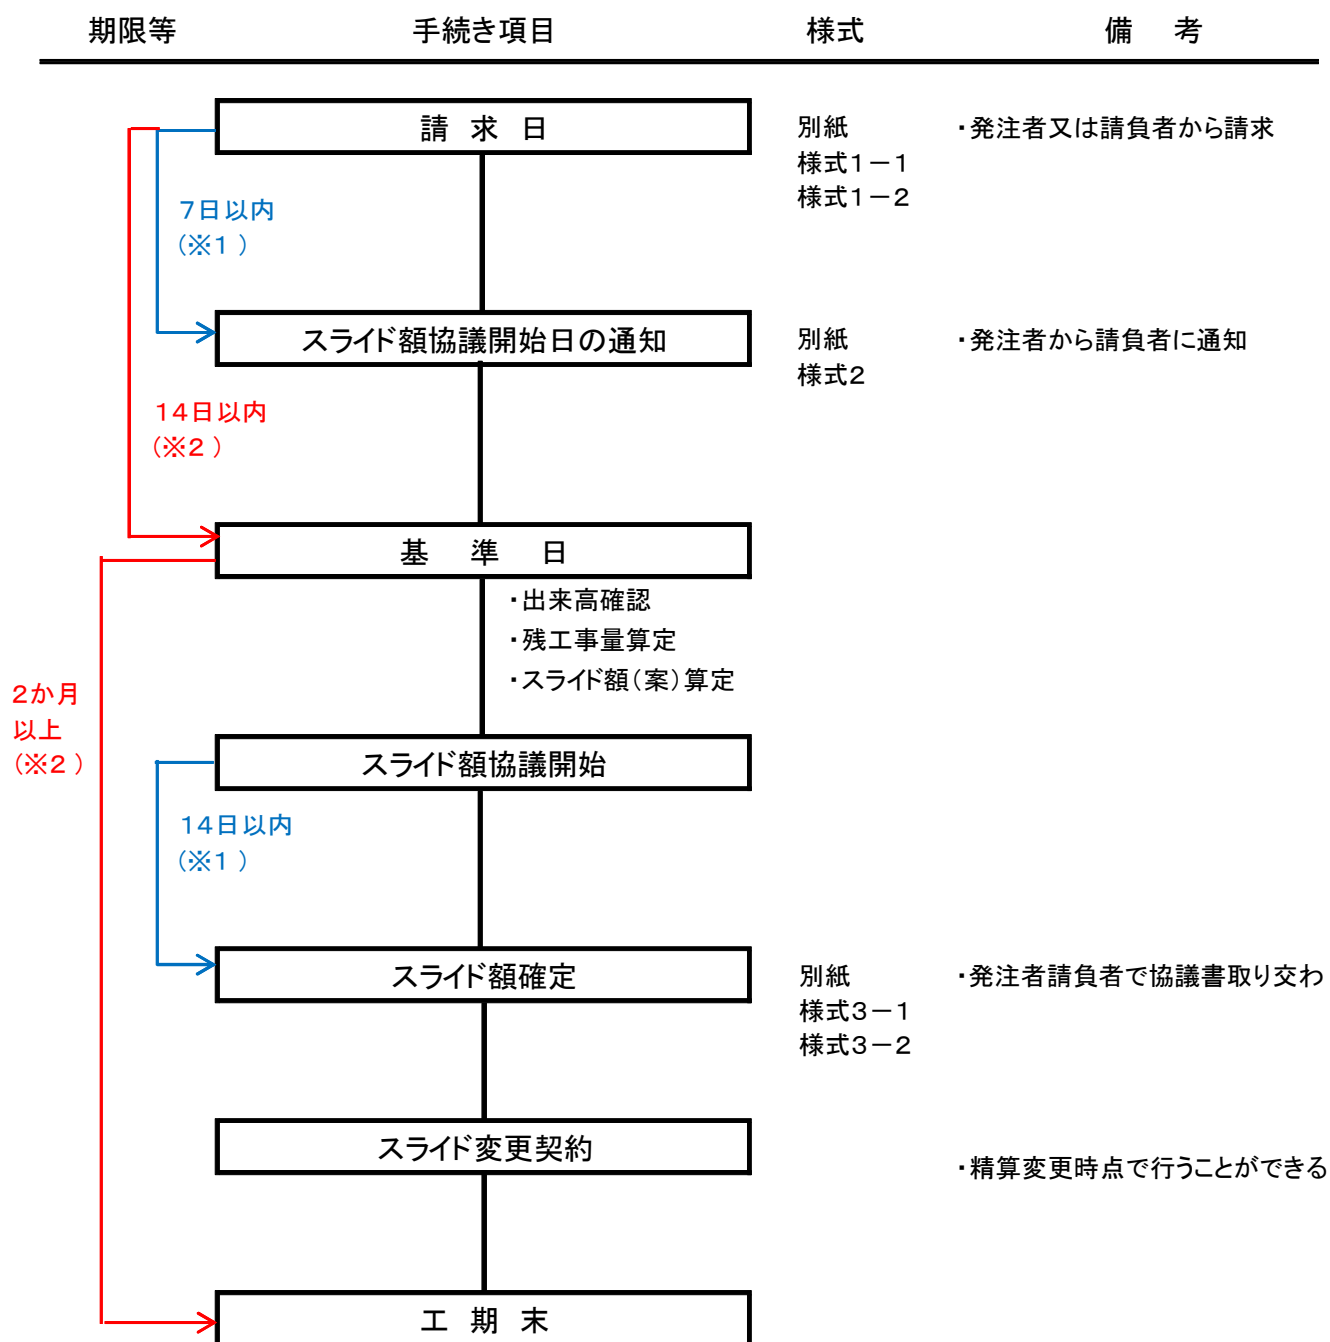 期限等 手続き項目 様式 備 考
請 求 日 別紙 ・発注者又は請負者から請求
様式１－１
様式１－２
７日以内
（※１）
スライド額協議開始日の通知 別紙 ・発注者から請負者に通知
様式２
１４日以内
（※２）
基 準 日
・出来高確認
・残工事量算定
・スライド額（案）算定
２か月
以上
（※２）
スライド額協議開始
１４日以内
（※１）
スライド額確定 別紙 ・発注者請負者で協議書取り交わ
様式３－１
様式３－２
スライド変更契約
・精算変更時点で行うことができる
工 期 末